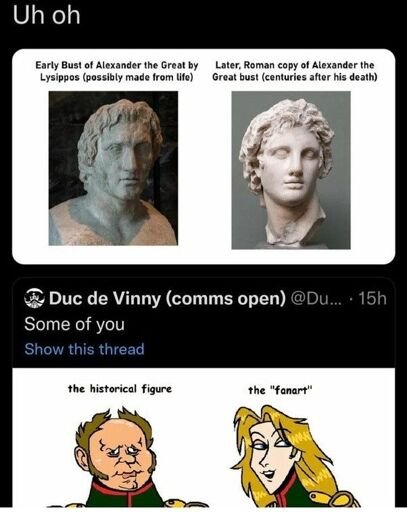 Uh oh
Early Bust of Alexander the Great by
Lysippos (possibly made from life)
Later, Roman copy of Alexander the
Great bust (centuries after his death)
Duc de Vinny (comms open) @Du... · 15h
Some of you
Show this thread
the historical figure
the "fanart"